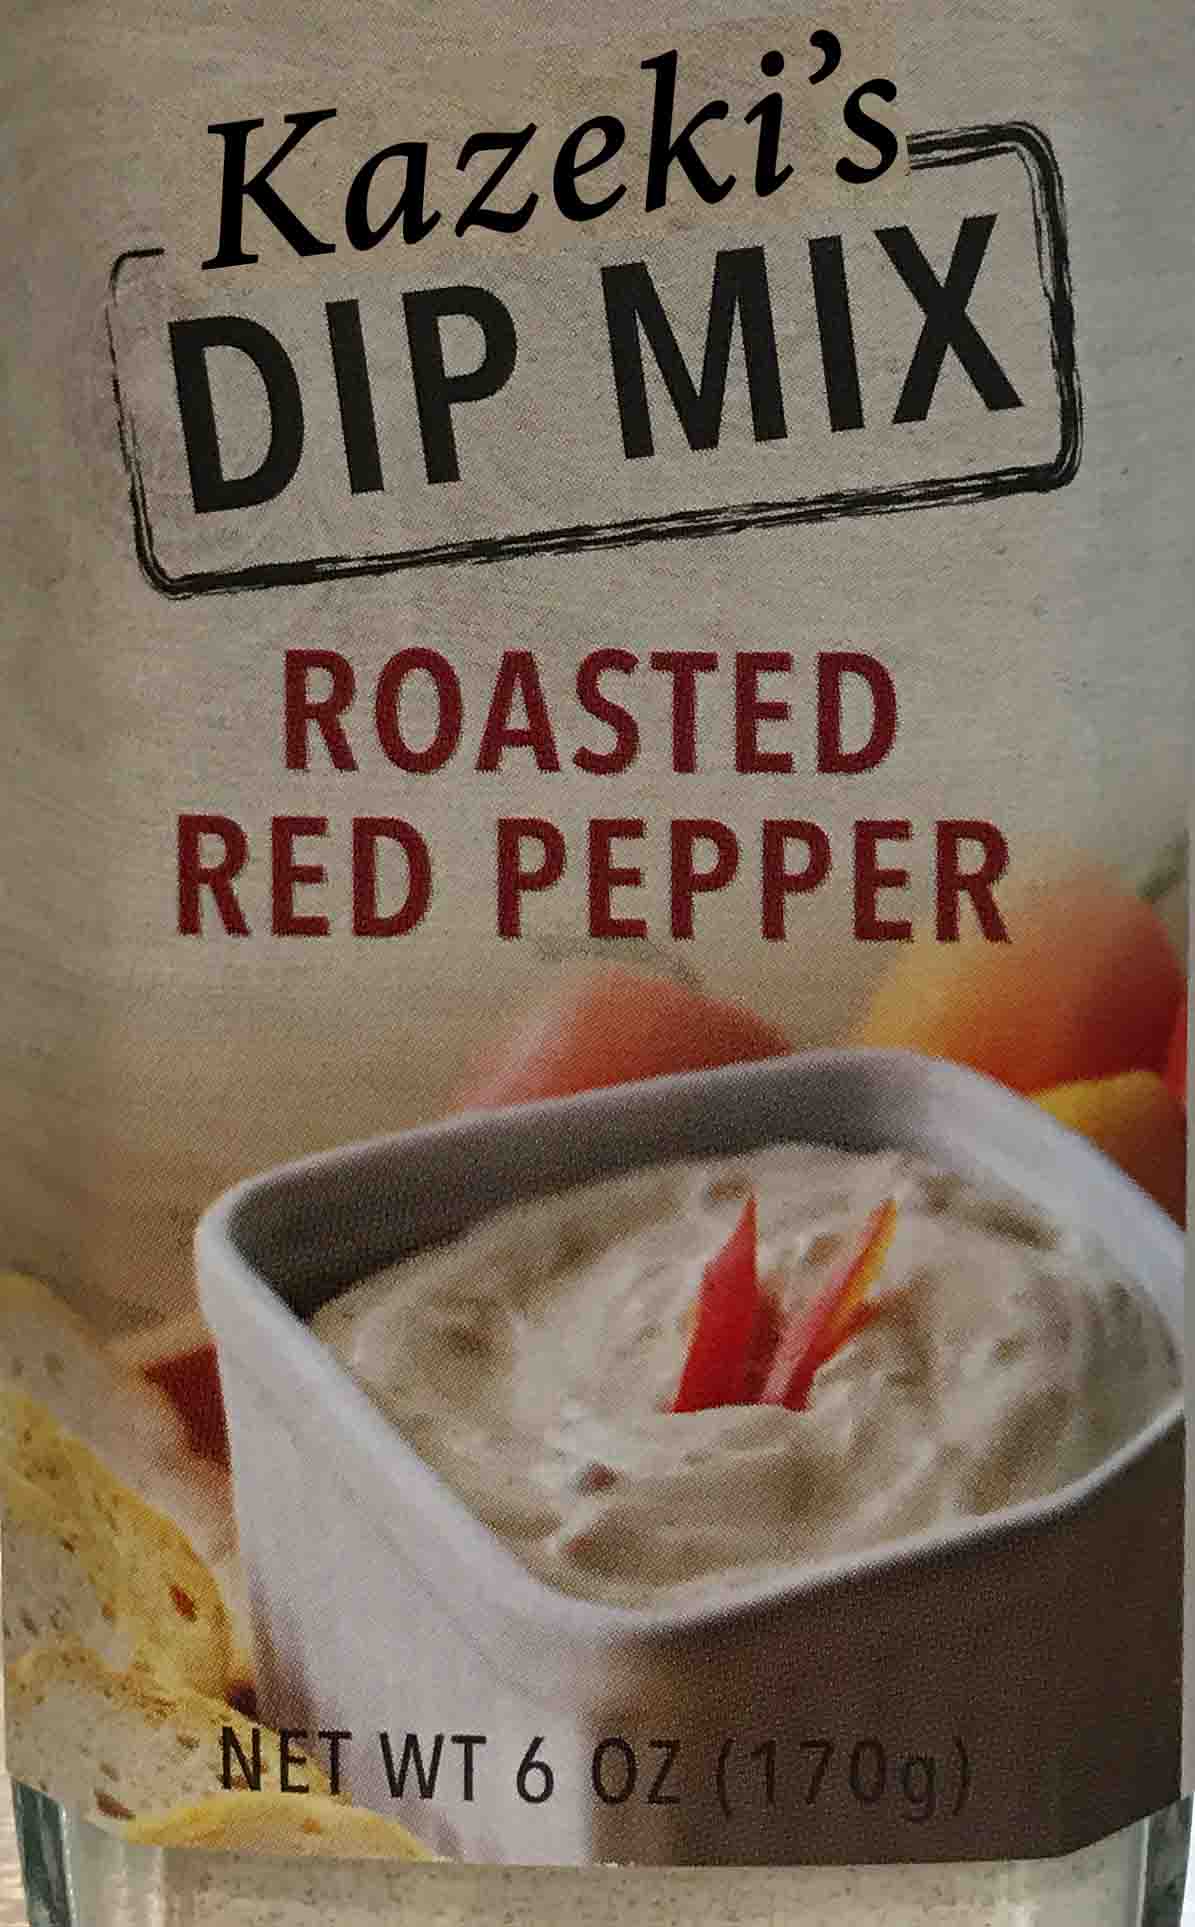 Kazeki's
DIP MIX
ROASTED
RED PEPPER
NET WT 6 OZ (170g)